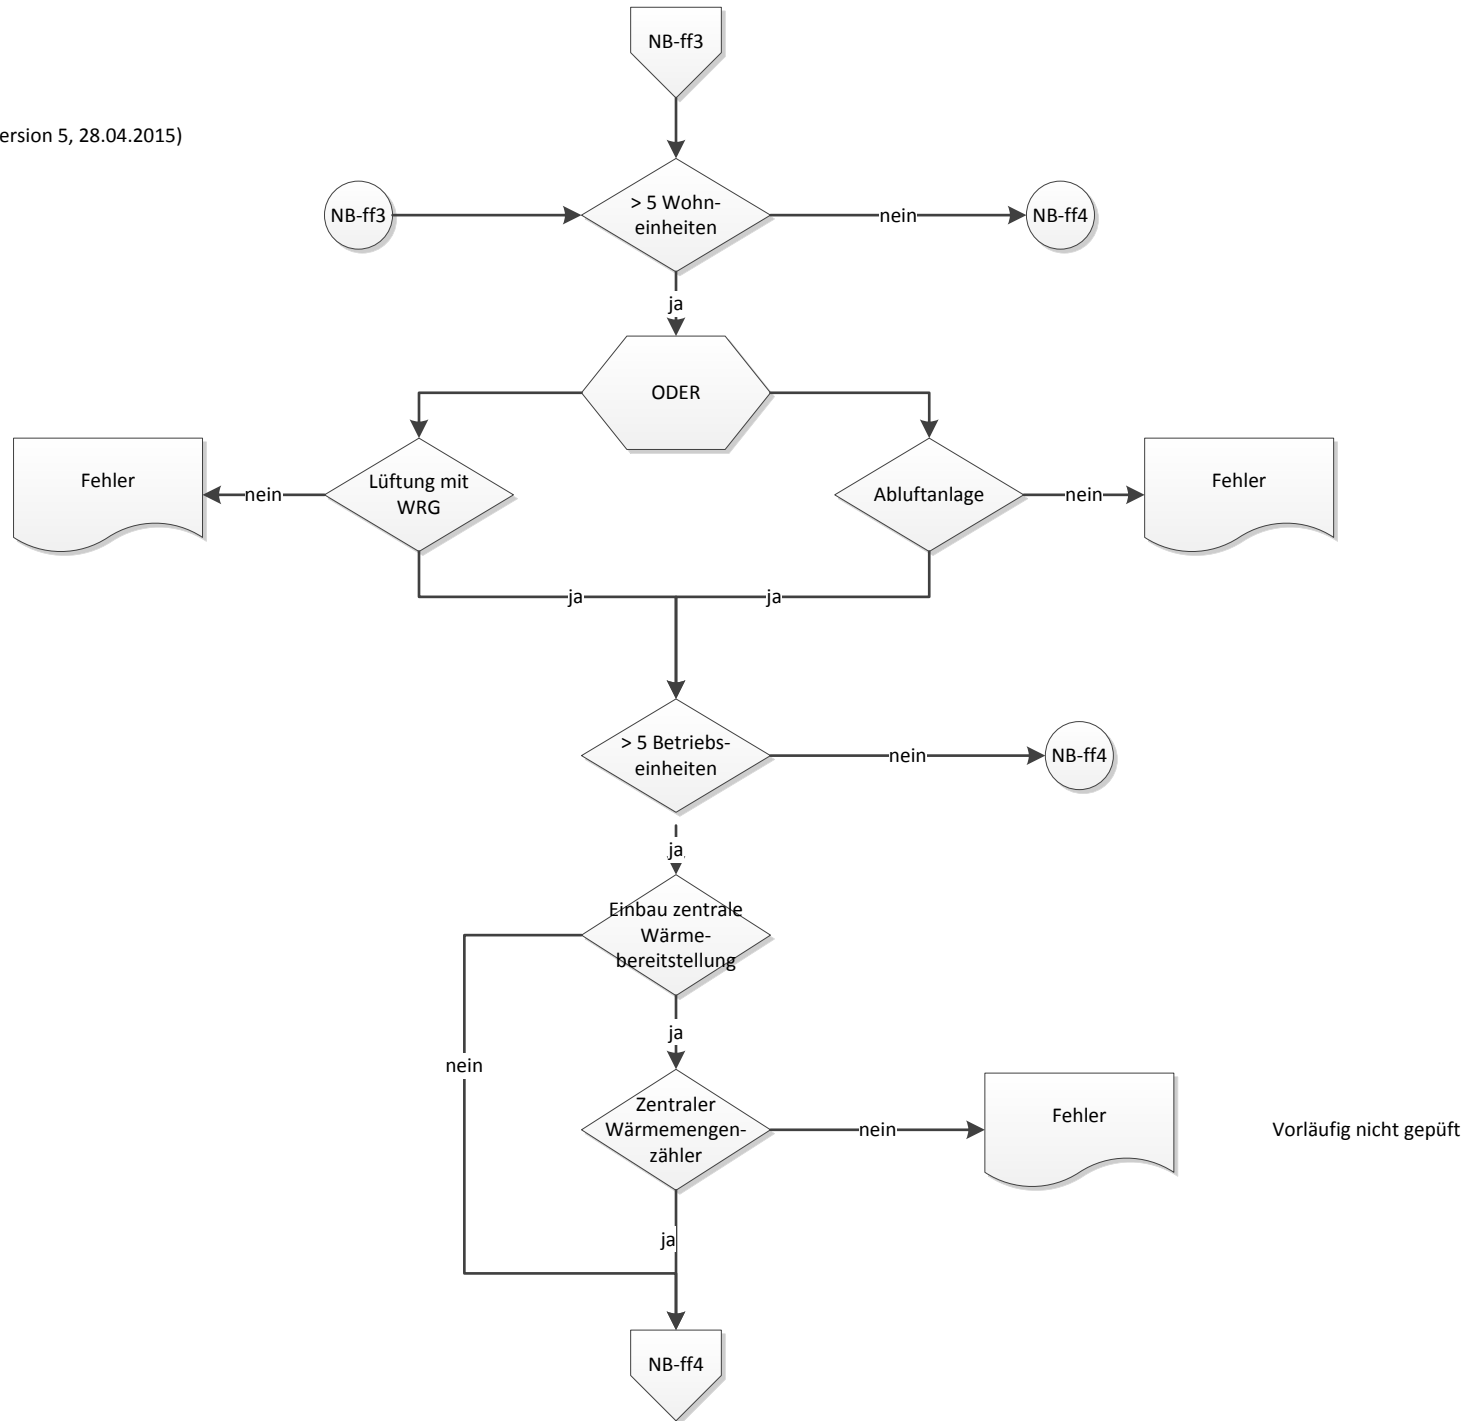 NB-ff3
ersion 5, 28.04.2015)
NB-ff3
> 5 Wohn-
einheiten
nein
NB-ff4
ja
ODER
Fehler
nein
Lüftung mit
WRG
Abluftanlage
nein
Fehler
ja
ja
> 5 Betriebs-
einheiten
nein
NB-ff4
ja
Einbau zentrale
Wärme-
bereitstellung
ja
nein
Zentraler
Wärmemengen-
zähler
nein
Fehler
Vorläufig nicht gepüft
ja
NB-ff4